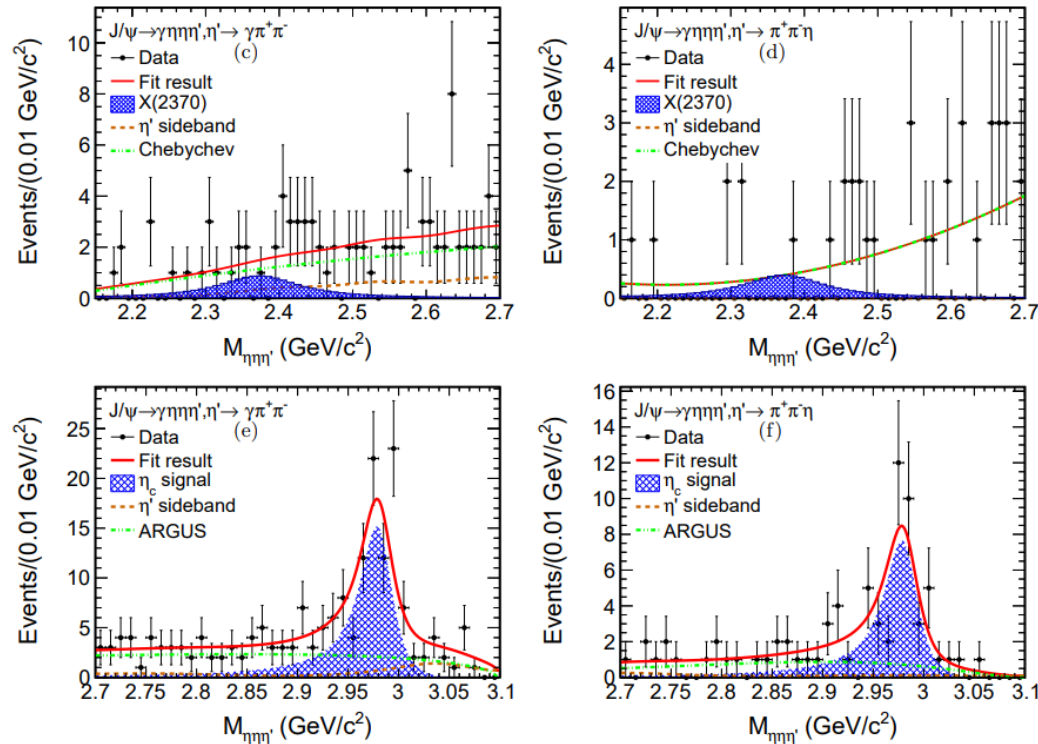 J/ψ→γηηη′,η′→ γπ⁺π⁻
(c)
Data
Fit result
X(2370)
η′ sideband
Chebychev
Events/(0.01 GeV/c²)
0 2 4 6 8 10
2.2 2.3 2.4 2.5 2.6 2.7
M_ηηη′ (GeV/c²)
J/ψ→γηηη′,η′→ π⁺π⁻η
(d)
Data
Fit result
X(2370)
η′ sideband
Chebychev
Events/(0.01 GeV/c²)
0 1 2 3 4
2.2 2.3 2.4 2.5 2.6 2.7
M_ηηη′ (GeV/c²)
J/ψ→γηηη′,η′→ γπ⁺π⁻
(e)
Data
Fit result
η_c signal
η′ sideband
ARGUS
Events/(0.01 GeV/c²)
0 5 10 15 20 25
2.7 2.75 2.8 2.85 2.9 2.95 3 3.05 3.1
M_ηηη′ (GeV/c²)
J/ψ→γηηη′,η′→ π⁺π⁻η
(f)
Data
Fit result
η_c signal
η′ sideband
ARGUS
Events/(0.01 GeV/c²)
0 2 4 6 8 10 12 14 16
2.7 2.75 2.8 2.85 2.9 2.95 3 3.05 3.1
M_ηηη′ (GeV/c²)